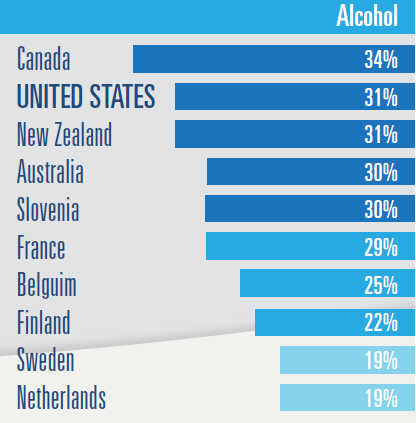 Alcohol
Canada 34%
UNITED STATES 31%
New Zealand 31%
Australia 30%
Slovenia 30%
France 29%
Belguim 25%
Finland 22%
Sweden 19%
Netherlands 19%